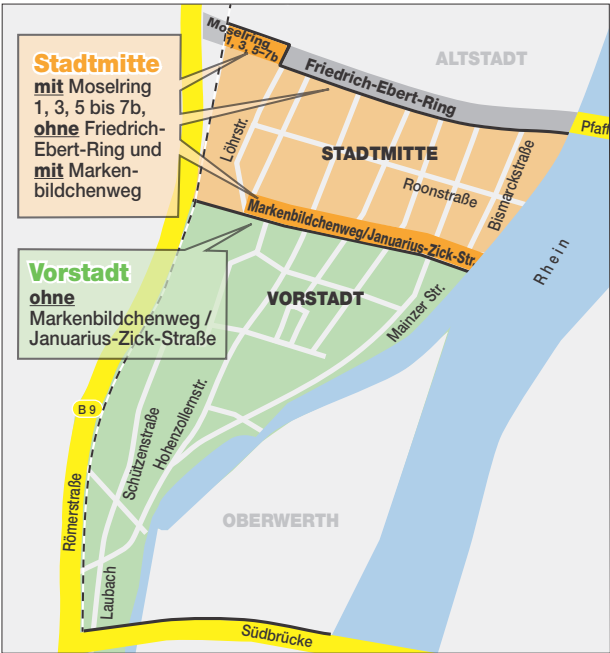 Moselring
1, 3, 5–7b
ALTSTADT
Stadtmitte
mit Moselring
1, 3, 5 bis 7b,
ohne Friedrich-
Ebert-Ring und
mit Marken-
bildchenweg
Friedrich-Ebert-Ring
Pfaff
Löhrstr.
STADTMITTE
Roonstraße
Bismarckstraße
Markenbildchenweg/Januarius-Zick-Str.
Rhein
Vorstadt
ohne
Markenbildchenweg /
Januarius-Zick-Straße
VORSTADT
Mainzer Str.
B 9
Hohenzollernstr.
Schützenstraße
Römerstraße
OBERWERTH
Laubach
Südbrücke